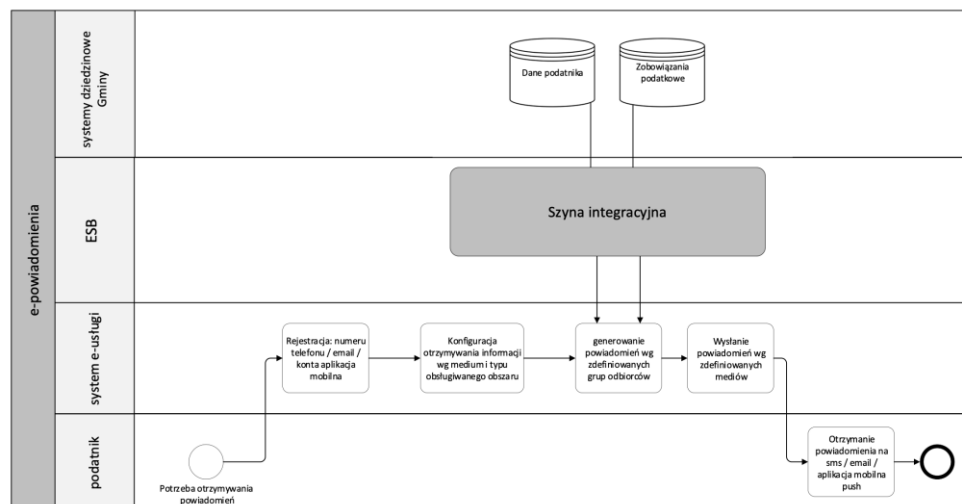 e-powiadomienia
systemy dziedzinowe
Gminy
Dane podatnika
Zobowiązania
podatkowe
ESB
Szyna integracyjna
system e-usługi
Rejestracja: numeru
telefonu / email /
konta aplikacja
mobilna
Konfiguracja
otrzymywania informacji
wg medium i typu
obsługiwanego obszaru
generowanie
powiadomień wg
zdefiniowanych
grup odbiorców
Wysłanie
powiadomień wg
zdefiniowanych
mediów
podatnik
Potrzeba otrzymywania
powiadomień
Otrzymanie
powiadomienia na
sms / email /
aplikacja mobilna
push